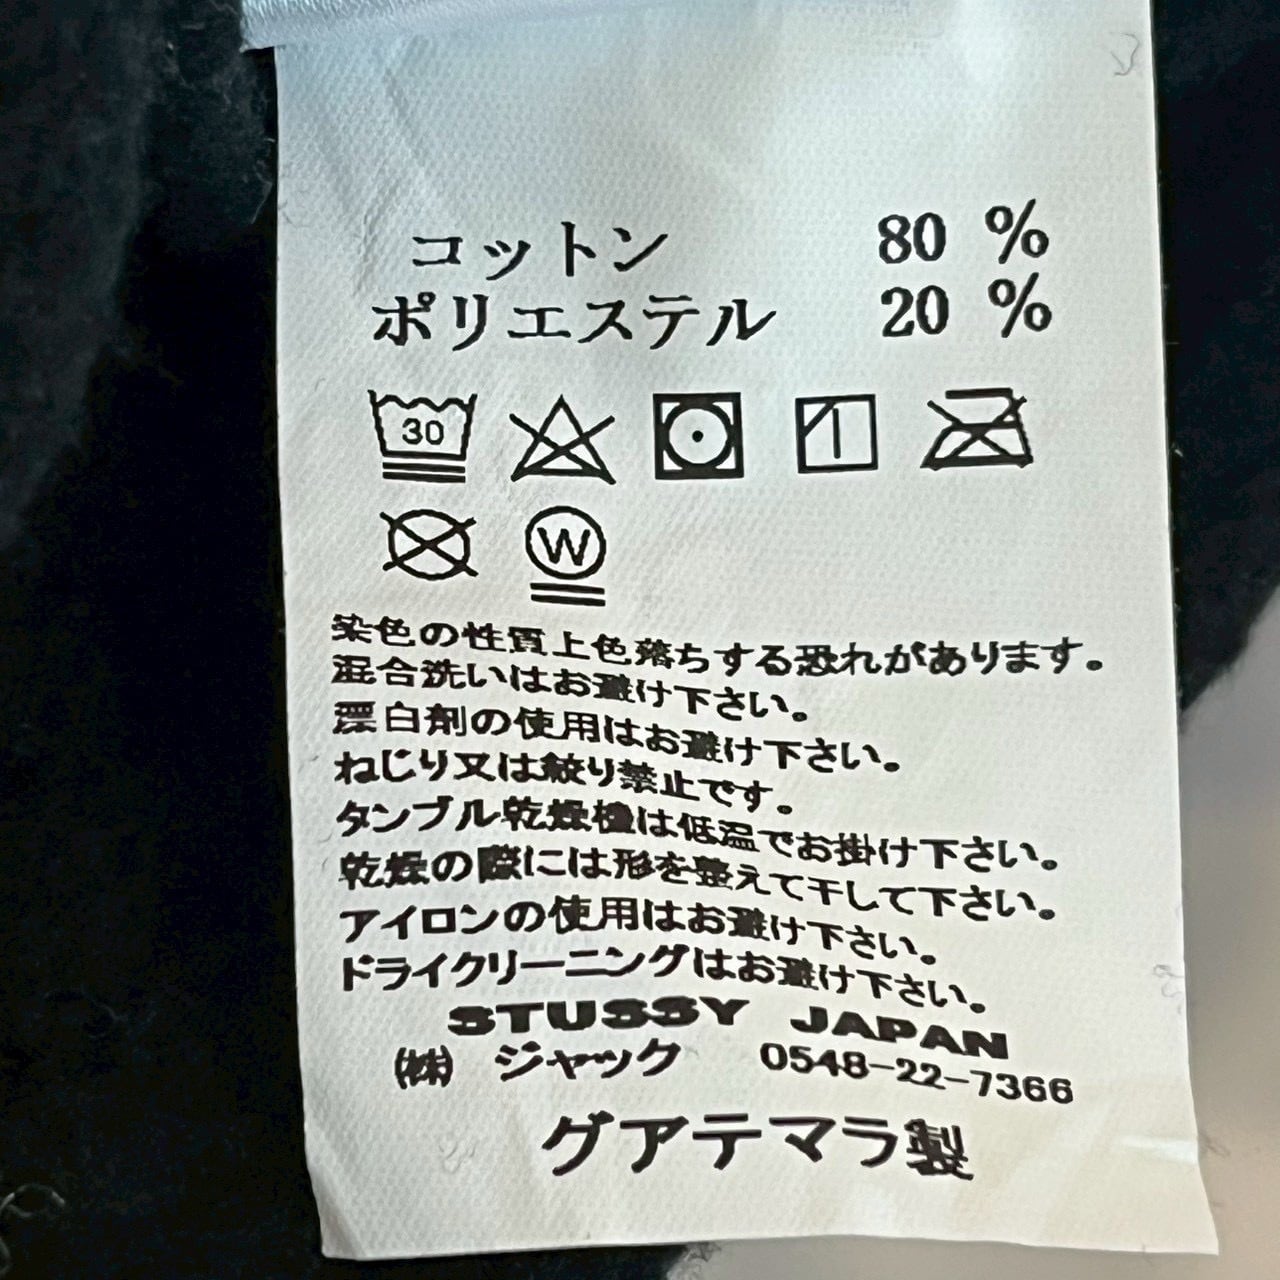 コットン 80 %
ポリエステル 20 %
30
W
染色の性質上色落ちする恐れがあります。
混合洗いはお避け下さい。
漂白剤の使用はお避け下さい。
ねじり又は絞り禁止です。
タンブル乾燥機は低温でお掛け下さい。
乾燥の際には形を整えて干して下さい。
アイロンの使用はお避け下さい。
ドライクリーニングはお避け下さい。
STUSSY JAPAN
㈱ ジャック 0548-22-7366
グアテマラ製